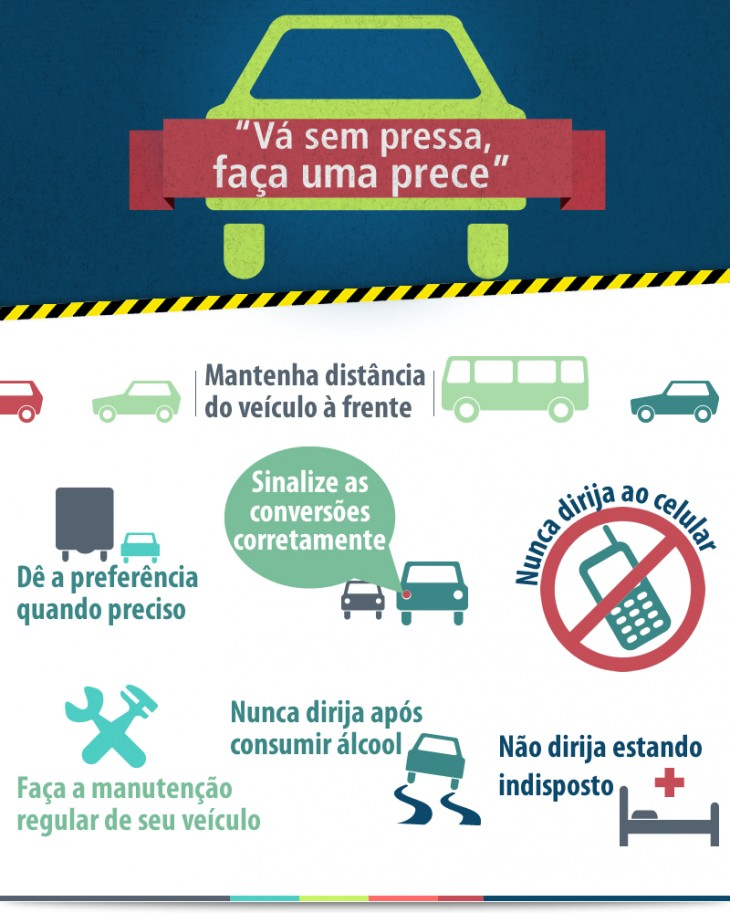 “Vá sem pressa,
faça uma prece”
Mantenha distância
do veículo à frente
Sinalize as
conversões
corretamente
Nunca dirija ao celular
Dê a preferência
quando preciso
Nunca dirija após
consumir álcool
Não dirija estando
indisposto
Faça a manutenção
regular de seu veículo